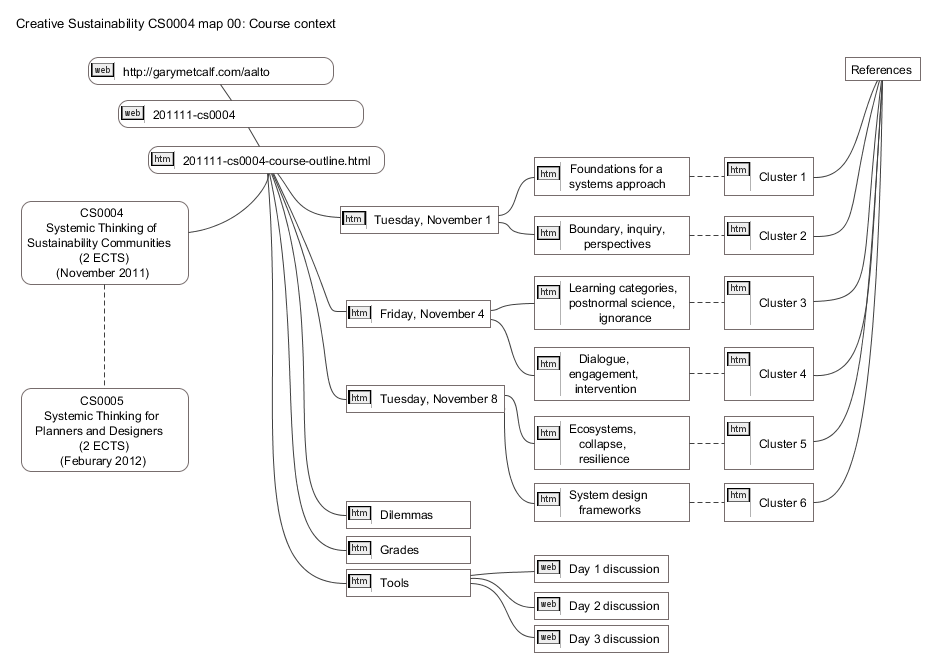 Creative Sustainability CS0004 map 00: Course context
web http://garymetcalf.com/aalto
References
web 201111-cs0004
htm 201111-cs0004-course-outline.html
CS0004
Systemic Thinking of
Sustainability Communities
(2 ECTS)
(November 2011)
CS0005
Systemic Thinking for
Planners and Designers
(2 ECTS)
(Feburary 2012)
htm Tuesday, November 1
htm Foundations for a
systems approach
htm Cluster 1
htm Boundary, inquiry,
perspectives
htm Cluster 2
htm Friday, November 4
htm Learning categories,
postnormal science,
ignorance
htm Cluster 3
htm Dialogue,
engagement,
intervention
htm Cluster 4
htm Tuesday, November 8
htm Ecosystems,
collapse,
resilience
htm Cluster 5
htm System design
frameworks
htm Cluster 6
htm Dilemmas
htm Grades
htm Tools
web Day 1 discussion
web Day 2 discussion
web Day 3 discussion